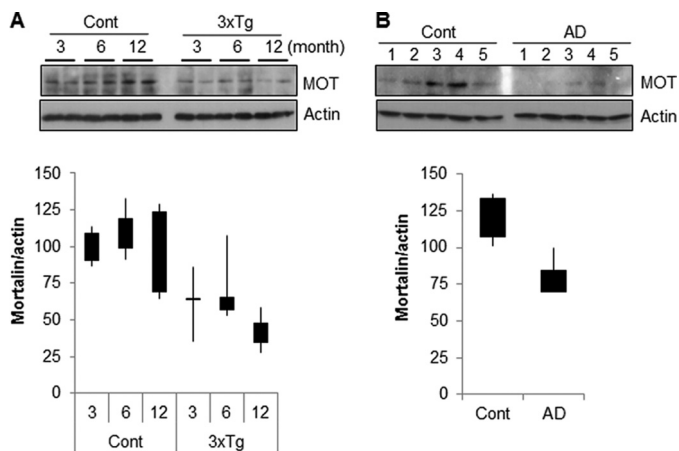 A
Cont 3xTg
3 6 12 3 6 12 (month)
MOT
Actin
Mortalin/actin
150
125
100
75
50
25
0
3 6 12 3 6 12
Cont 3xTg
B
Cont AD
1 2 3 4 5 1 2 3 4 5
MOT
Actin
Mortalin/actin
150
125
100
75
50
25
0
Cont AD